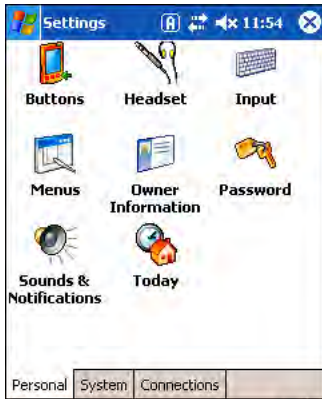 Settings A 11:54
Buttons Headset Input
Menus Owner Information Password
Sounds & Notifications Today
Personal System Connections